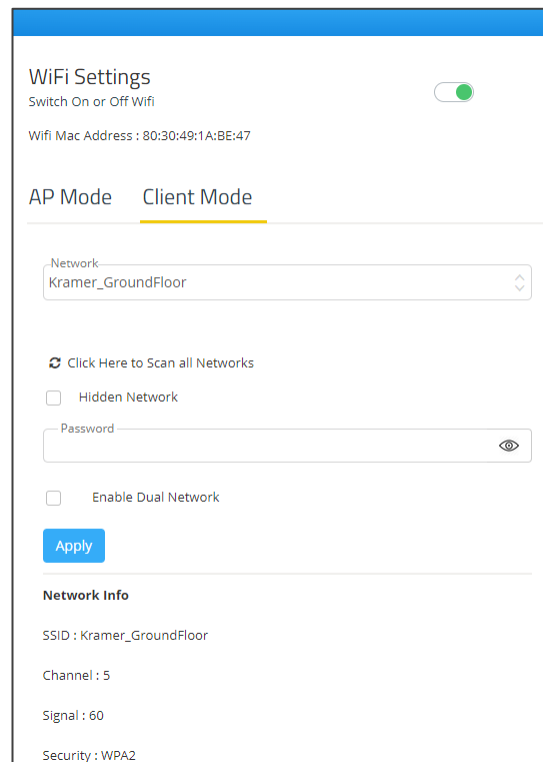 WiFi Settings
Switch On or Off Wifi
Wifi Mac Address : 80:30:49:1A:BE:47
AP Mode Client Mode
Network
Kramer_GroundFloor
Click Here to Scan all Networks
Hidden Network
Password
Enable Dual Network
Apply
Network Info
SSID : Kramer_GroundFloor
Channel : 5
Signal : 60
Security : WPA2